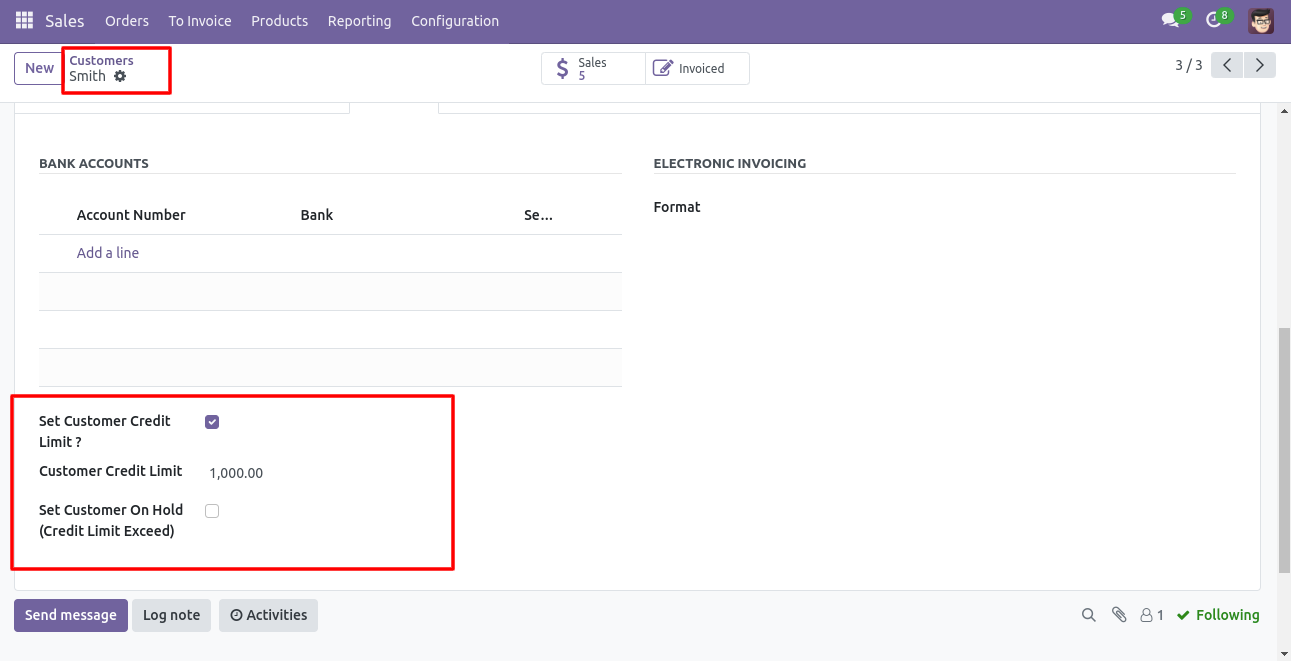 Sales Orders To Invoice Products Reporting Configuration 5 8
New Customers Smith
Sales 5
Invoiced
3 / 3
BANK ACCOUNTS
ELECTRONIC INVOICING
Account Number Bank Se...
Format
Add a line
Set Customer Credit
Limit ?
Customer Credit Limit 1,000.00
Set Customer On Hold
(Credit Limit Exceed)
Send message Log note Activities 1 Following